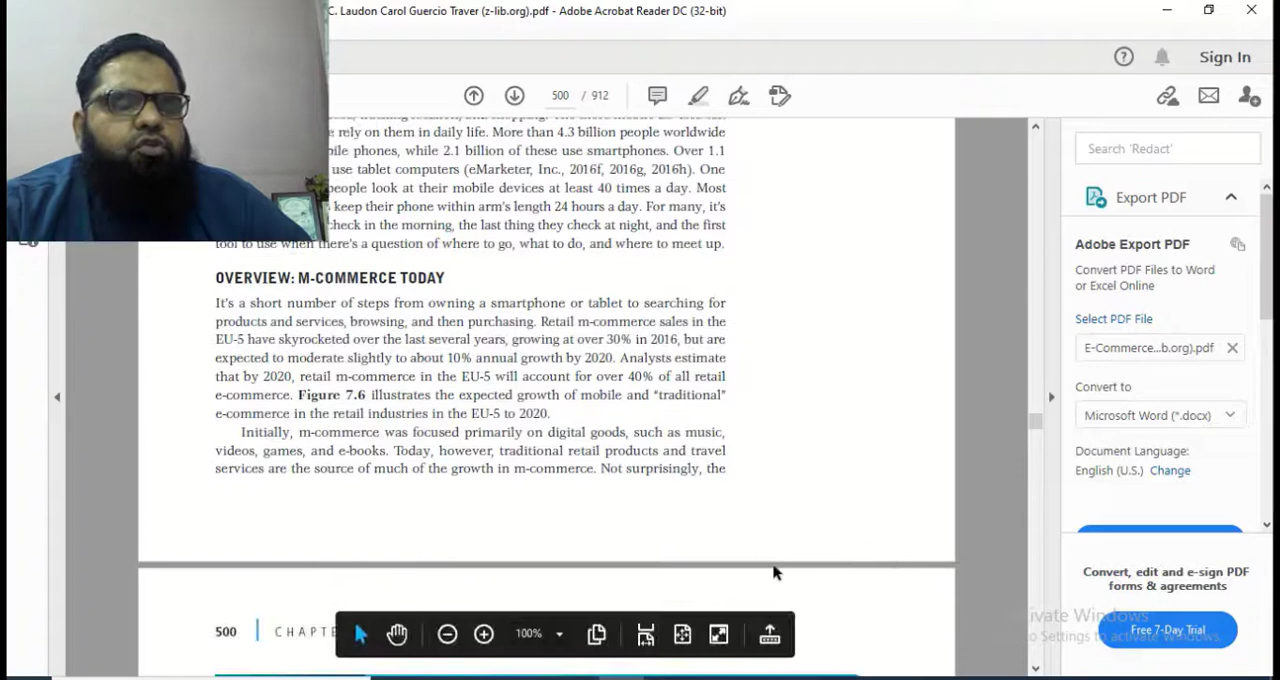 C. Laudon Carol Guercio Traver (z-lib.org).pdf - Adobe Acrobat Reader DC (32-bit)
Sign In
500 / 912
rely on them in daily life. More than 4.3 billion people worldwide
phones, while 2.1 billion of these use smartphones. Over 1.1
use tablet computers (eMarketer, Inc., 2016f, 2016g, 2016h). One
people look at their mobile devices at least 40 times a day. Most
keep their phone within arm's length 24 hours a day. For many, it's
check in the morning, the last thing they check at night, and the first
tool to use when there's a question of where to go, what to do, and where to meet up.
OVERVIEW: M-COMMERCE TODAY
It's a short number of steps from owning a smartphone or tablet to searching for
products and services, browsing, and then purchasing. Retail m-commerce sales in the
EU-5 have skyrocketed over the last several years, growing at over 30% in 2016, but are
expected to moderate slightly to about 10% annual growth by 2020. Analysts estimate
that by 2020, retail m-commerce in the EU-5 will account for over 40% of all retail
e-commerce. Figure 7.6 illustrates the expected growth of mobile and "traditional"
e-commerce in the retail industries in the EU-5 to 2020.
Initially, m-commerce was focused primarily on digital goods, such as music,
videos, games, and e-books. Today, however, traditional retail products and travel
services are the source of much of the growth in m-commerce. Not surprisingly, the
500 CHAPTE
100%
Search 'Redact'
Export PDF
Adobe Export PDF
Convert PDF Files to Word
or Excel Online
Select PDF File
E-Commerce...b.org).pdf
Convert to
Microsoft Word (*.docx)
Document Language:
English (U.S.) Change
Convert, edit and e-sign PDF
forms & agreements
Free 7-Day Trial
ivate Windows
o Settings to activate Windows.